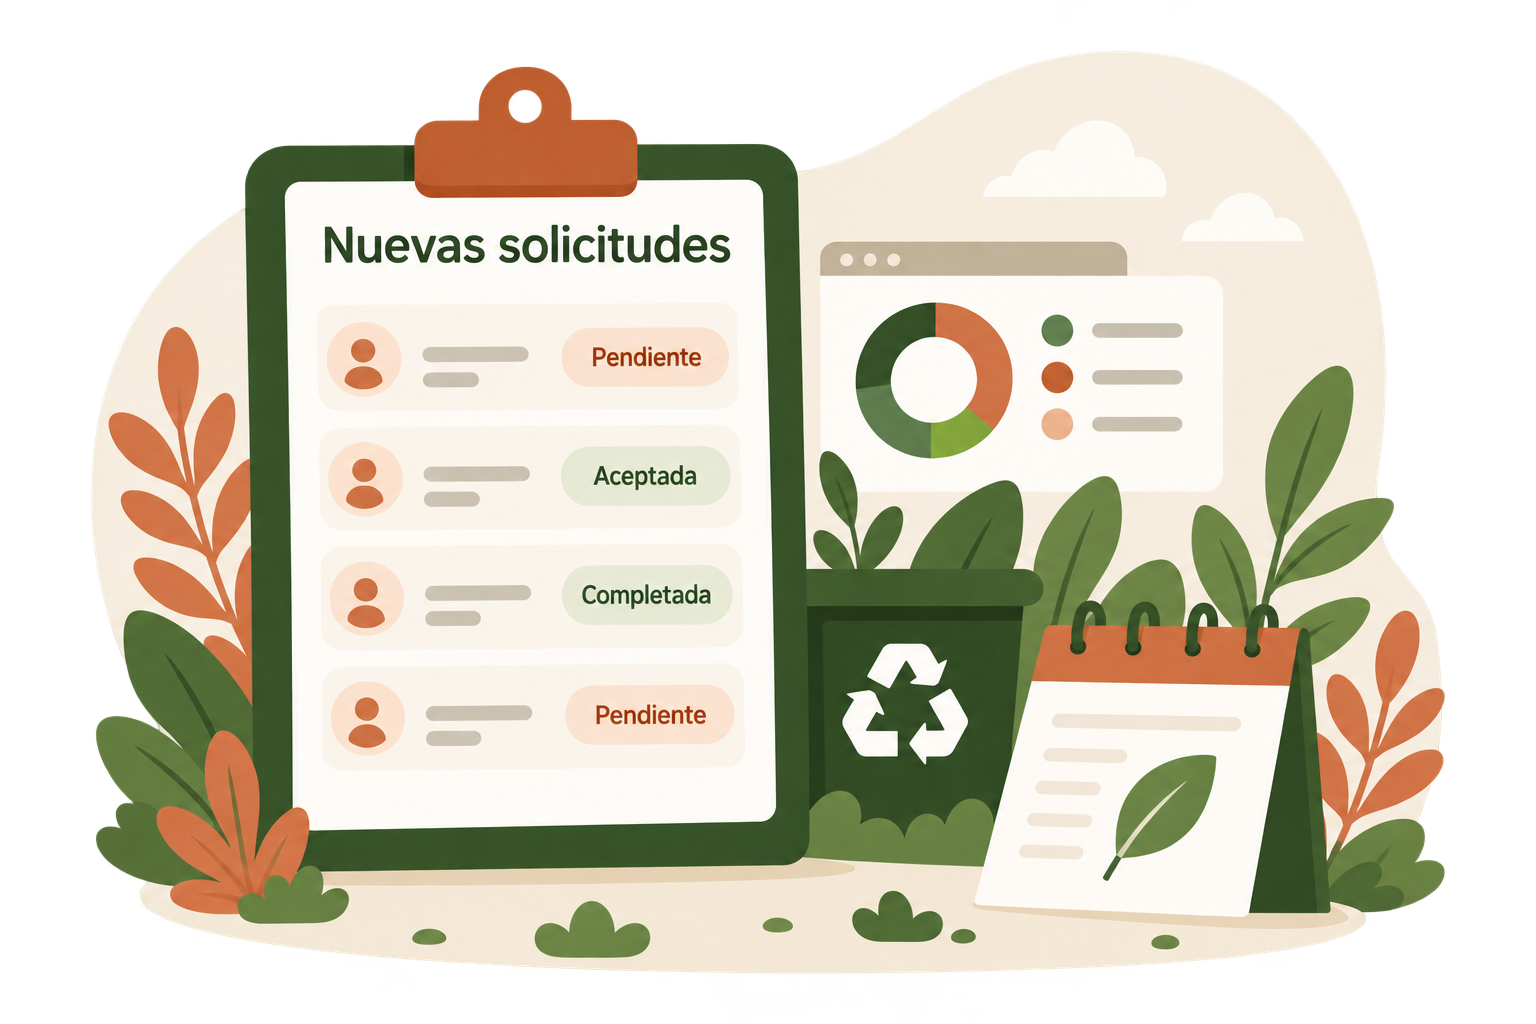 Nuevas solicitudes
Pendiente
Aceptada
Completada
Pendiente